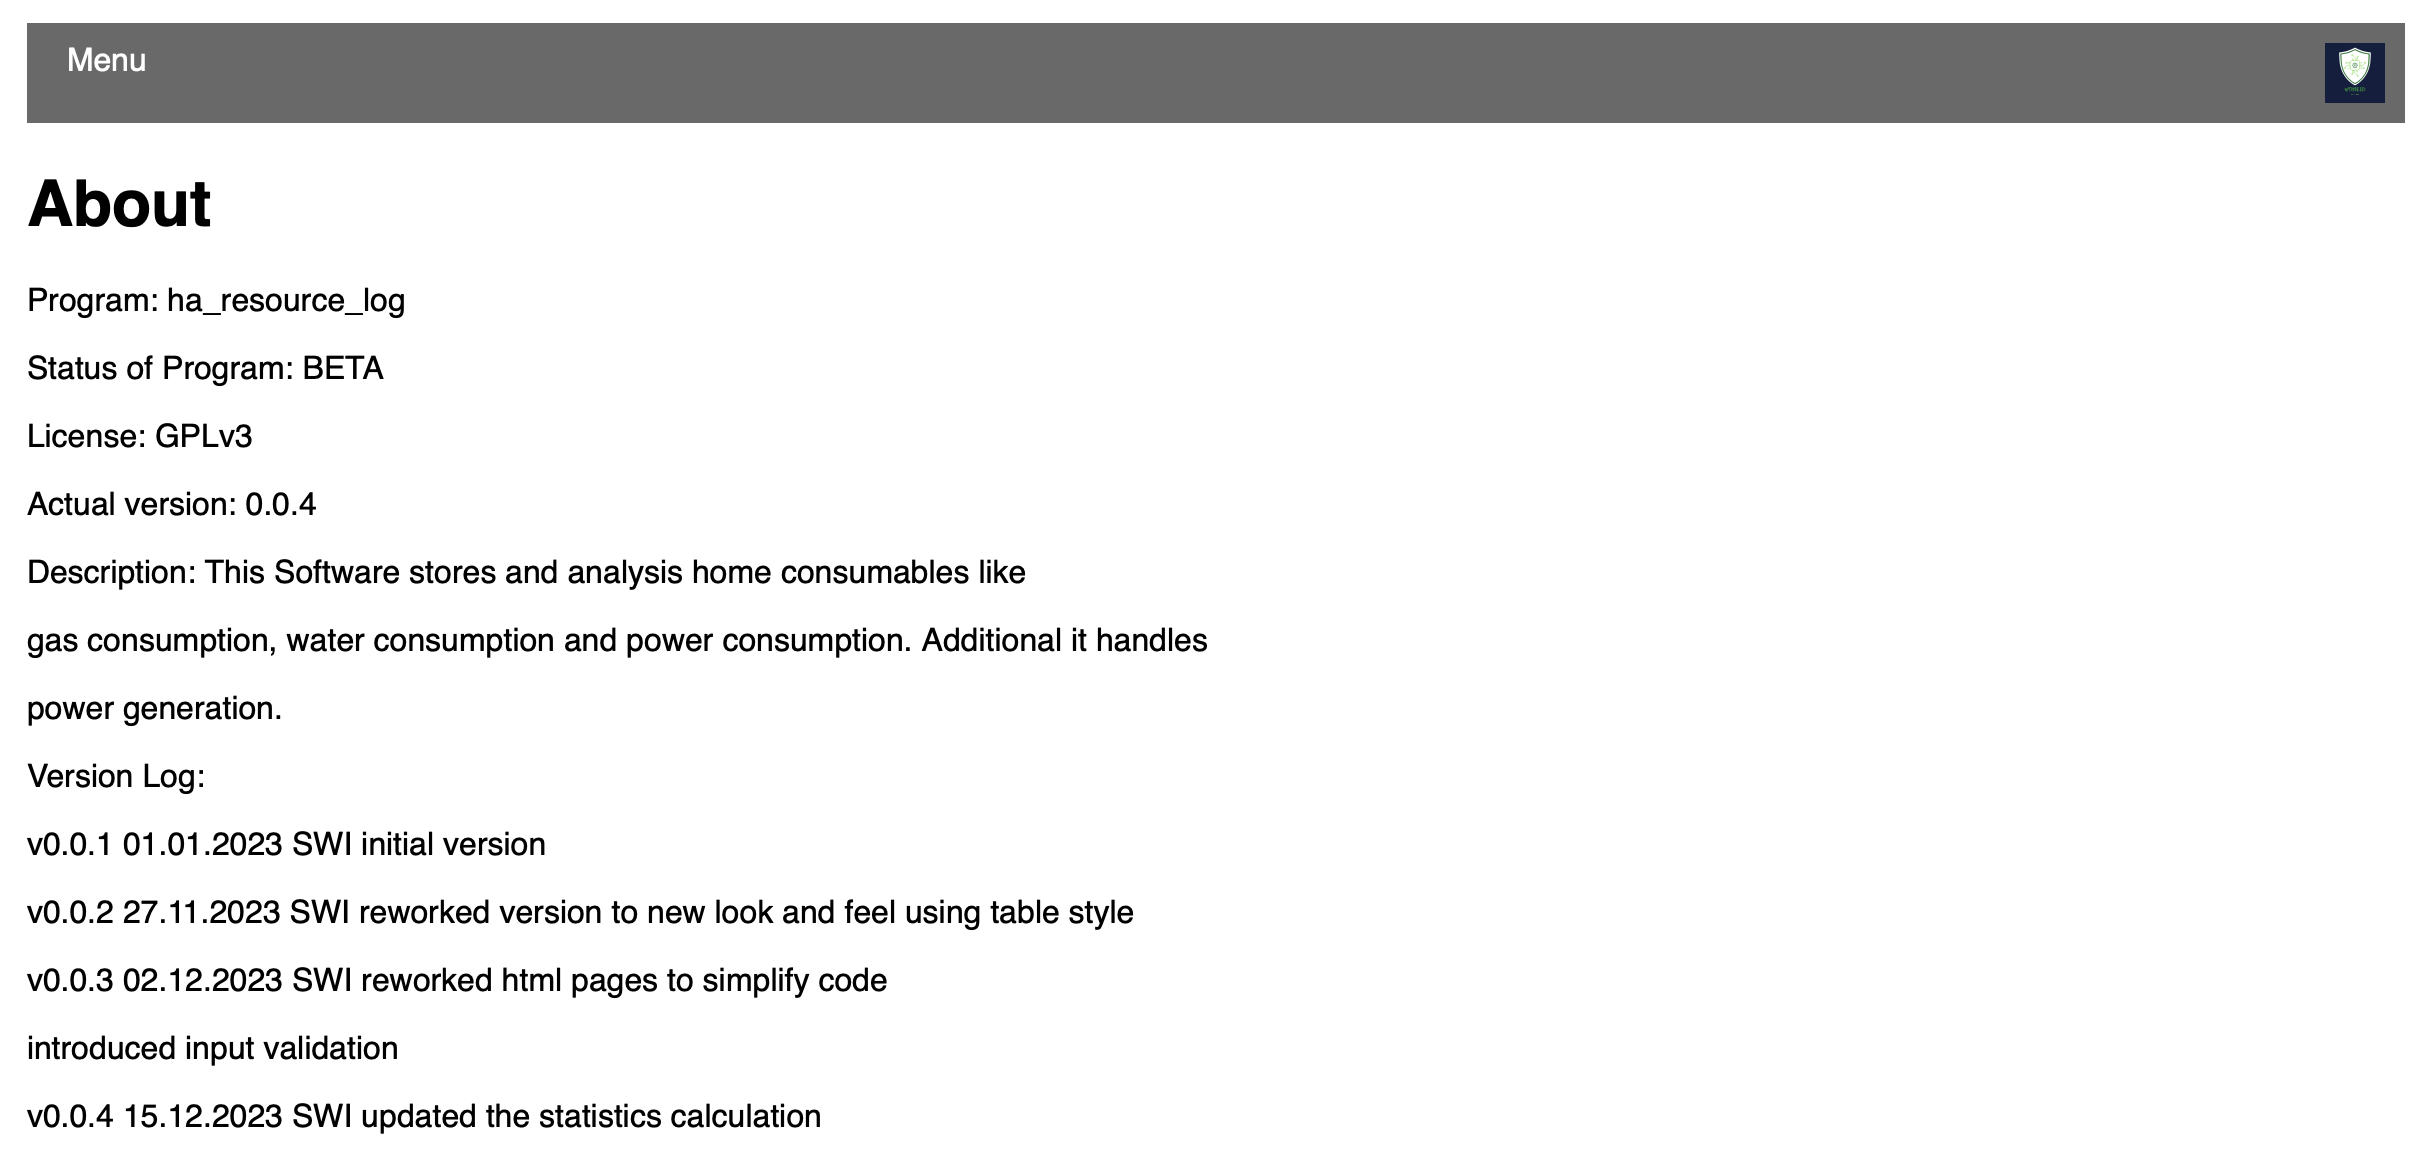 Menu
About
Program: ha_resource_log
Status of Program: BETA
License: GPLv3
Actual version: 0.0.4
Description: This Software stores and analysis home consumables like
gas consumption, water consumption and power consumption. Additional it handles
power generation.
Version Log:
v0.0.1 01.01.2023 SWI initial version
v0.0.2 27.11.2023 SWI reworked version to new look and feel using table style
v0.0.3 02.12.2023 SWI reworked html pages to simplify code
introduced input validation
v0.0.4 15.12.2023 SWI updated the statistics calculation